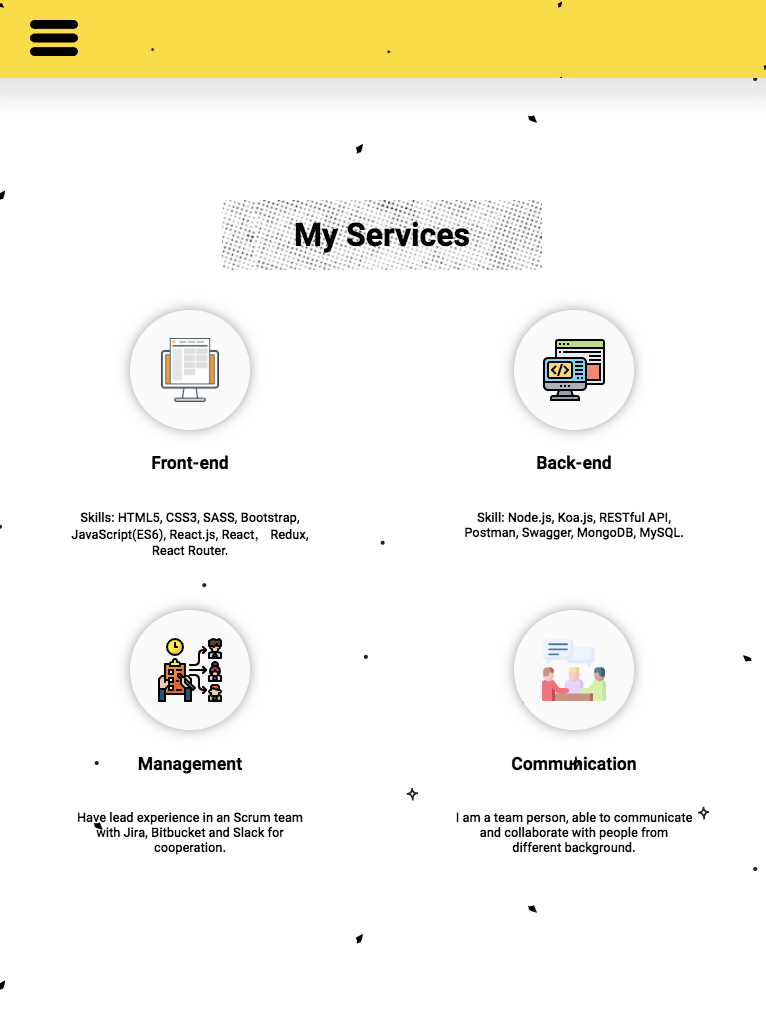 My Services
Front-end
Skills: HTML5, CSS3, SASS, Bootstrap,
JavaScript(ES6), React.js, React， Redux,
React Router.
Back-end
Skill: Node.js, Koa.js, RESTful API,
Postman, Swagger, MongoDB, MySQL.
Management
Have lead experience in an Scrum team
with Jira, Bitbucket and Slack for
cooperation.
Communication
I am a team person, able to communicate
and collaborate with people from
different background.